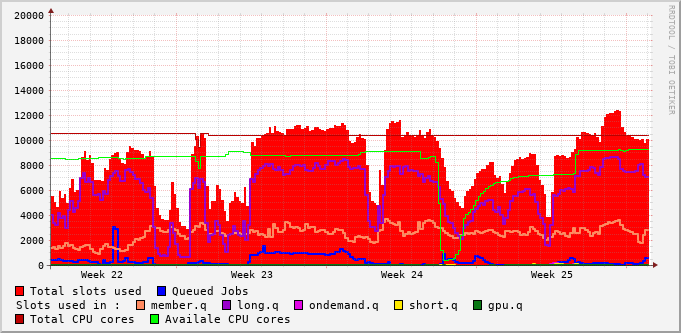 20000
18000
16000
14000
12000
10000
8000
6000
4000
2000
0
Week 22 Week 23 Week 24 Week 25
RRDTOOL / TOBI OETIKER
Total slots used Queued Jobs
Slots used in : member.q long.q ondemand.q short.q gpu.q
Total CPU cores Availale CPU cores